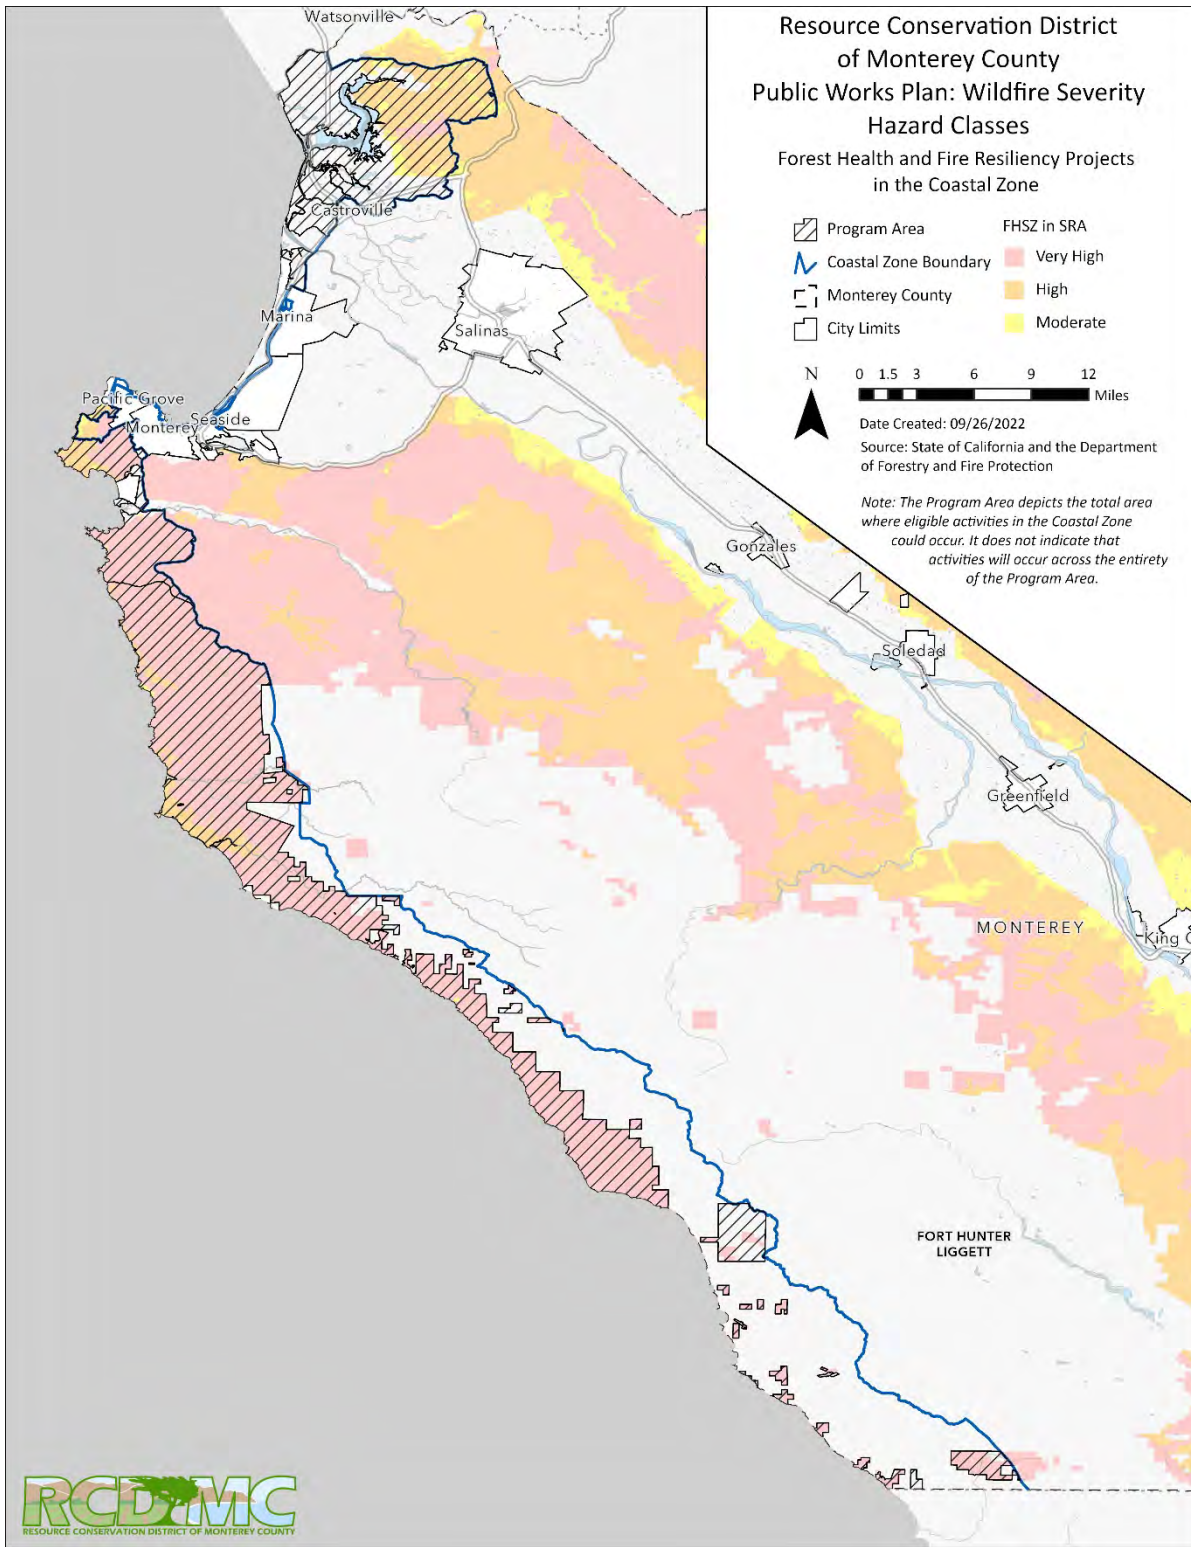 Resource Conservation District
of Monterey County
Public Works Plan: Wildfire Severity
Hazard Classes
Forest Health and Fire Resiliency Projects
in the Coastal Zone
Program Area
Coastal Zone Boundary
Monterey County
City Limits
FHSZ in SRA
Very High
High
Moderate
N
0 1.5 3 6 9 12
Miles
Date Created: 09/26/2022
Source: State of California and the Department
of Forestry and Fire Protection
Note: The Program Area depicts the total area
where eligible activities in the Coastal Zone
could occur. It does not indicate that
activities will occur across the entirety
of the Program Area.
Watsonville
Castroville
Marina
Salinas
Pacific Grove
Monterey
Seaside
Gonzales
Soledad
Greenfield
MONTEREY
King C
FORT HUNTER
LIGGETT
RCDMC
RESOURCE CONSERVATION DISTRICT OF MONTEREY COUNTY